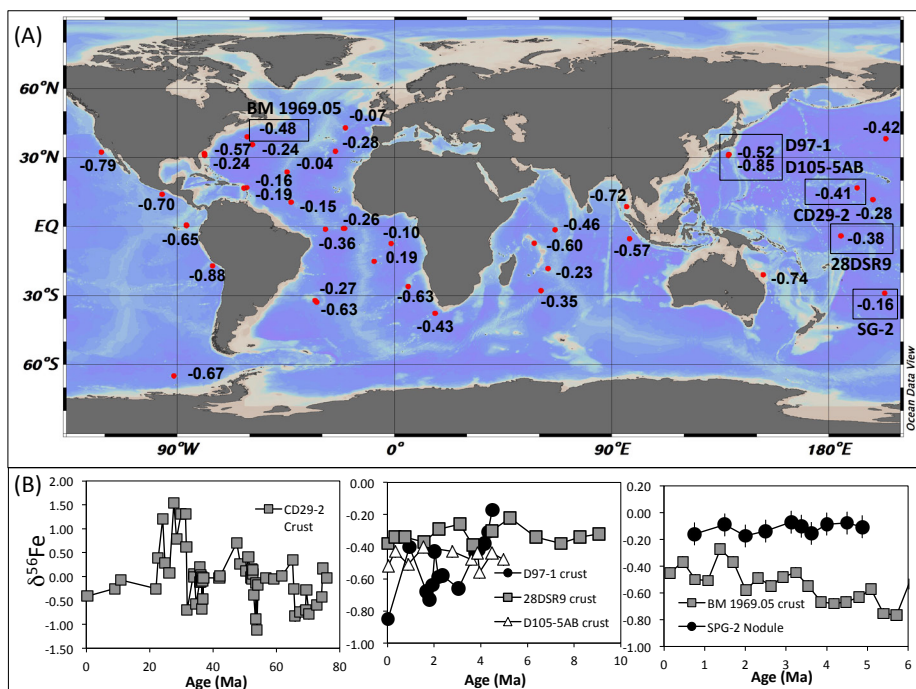 (A)
60°N
30°N
EQ
30°S
60°S
BM 1969.05
-0.48
-0.07
-0.57
-0.24
-0.28
-0.24
-0.04
-0.79
-0.16
-0.19
-0.70
-0.15
-0.26
-0.36
-0.65
-0.10
0.19
-0.88
-0.27
-0.63
-0.63
-0.43
-0.67
-0.72
-0.46
-0.57
-0.60
-0.23
-0.35
-0.42
-0.52 D97-1
-0.85 D105-5AB
-0.41
CD29-2 -0.28
-0.38
28DSR9
-0.74
-0.16
SG-2
90°W
0°
90°E
180°E
Ocean Data View
(B)
δ56Fe
2.00
1.50
1.00
0.50
0.00
-0.50
-1.00
-1.50
CD29-2
Crust
0 20 40 60 80
Age (Ma)
0.00
-0.20
-0.40
-0.60
-0.80
-1.00
D97-1 crust
28DSR9 crust
D105-5AB crust
0 2 4 6 8 10
Age (Ma)
0.20
0.00
-0.20
-0.40
-0.60
-0.80
-1.00
BM 1969.05 crust
SPG-2 Nodule
0 1 2 3 4 5 6
Age (Ma)